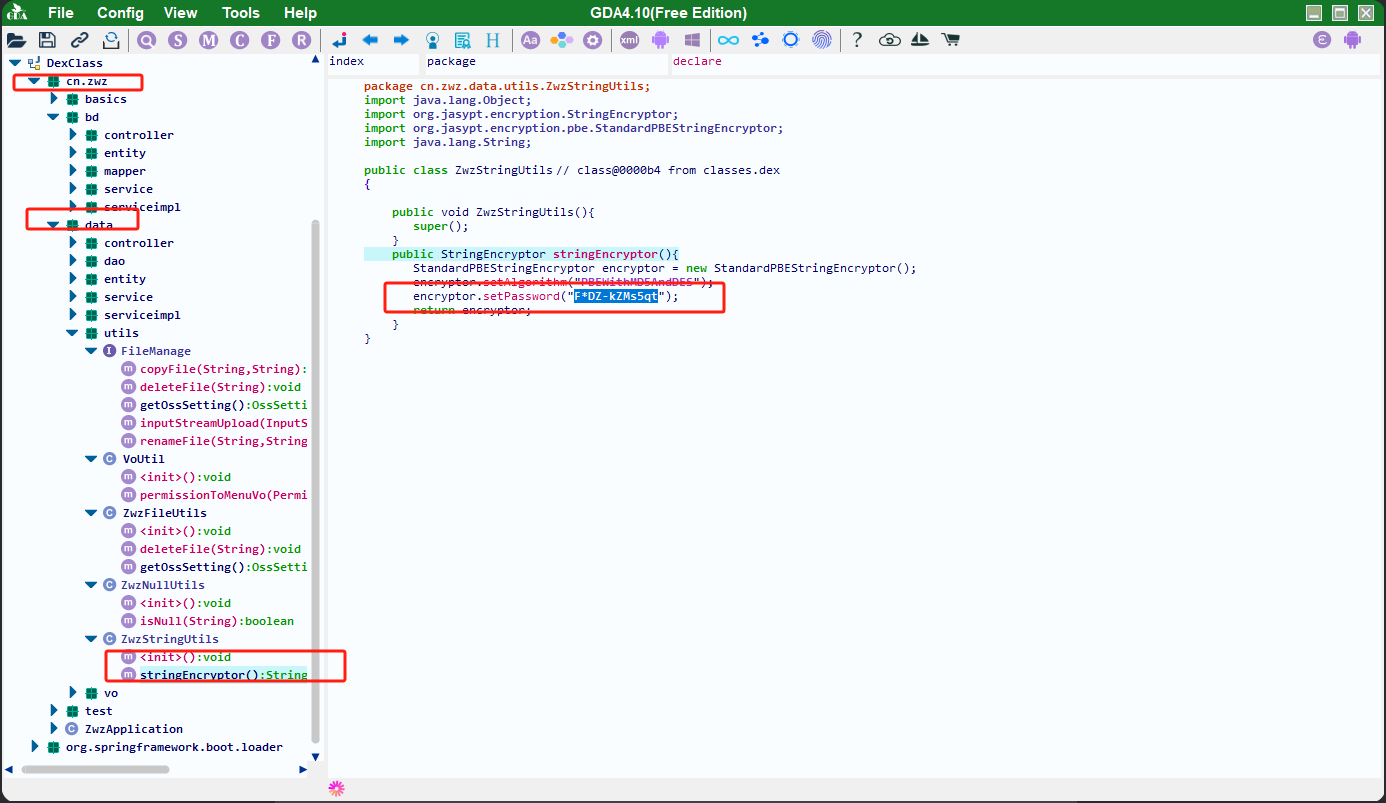 GDA File Config View Tools Help GDA4.10(Free Edition)
Q S M C F R H Aa xml ? Ɛ
DexClass
cn.zwz
basics
bd
controller
entity
mapper
service
serviceimpl
data
controller
dao
entity
service
serviceimpl
utils
I FileManage
m copyFile(String,String):
m deleteFile(String):void
m getOssSetting():OssSetti
m inputStreamUpload(InputS
m renameFile(String,String
C VoUtil
m <init>():void
m permissionToMenuVo(Permi
C ZwzFileUtils
m <init>():void
m deleteFile(String):void
m getOssSetting():OssSetti
C ZwzNullUtils
m <init>():void
m isNull(String):boolean
C ZwzStringUtils
m <init>():void
m stringEncryptor():String
vo
test
C ZwzApplication
org.springframework.boot.loader
index package declare
package cn.zwz.data.utils.ZwzStringUtils;
import java.lang.Object;
import org.jasypt.encryption.StringEncryptor;
import org.jasypt.encryption.pbe.StandardPBEStringEncryptor;
import java.lang.String;
public class ZwzStringUtils // class@0000b4 from classes.dex
{
public void ZwzStringUtils(){
super();
}
public StringEncryptor stringEncryptor(){
StandardPBEStringEncryptor encryptor = new StandardPBEStringEncryptor();
encryptor.setAlgorithm("PBEWithMD5AndDES");
encryptor.setPassword("F*DZ-kZMs5qt");
return encryptor;
}
}